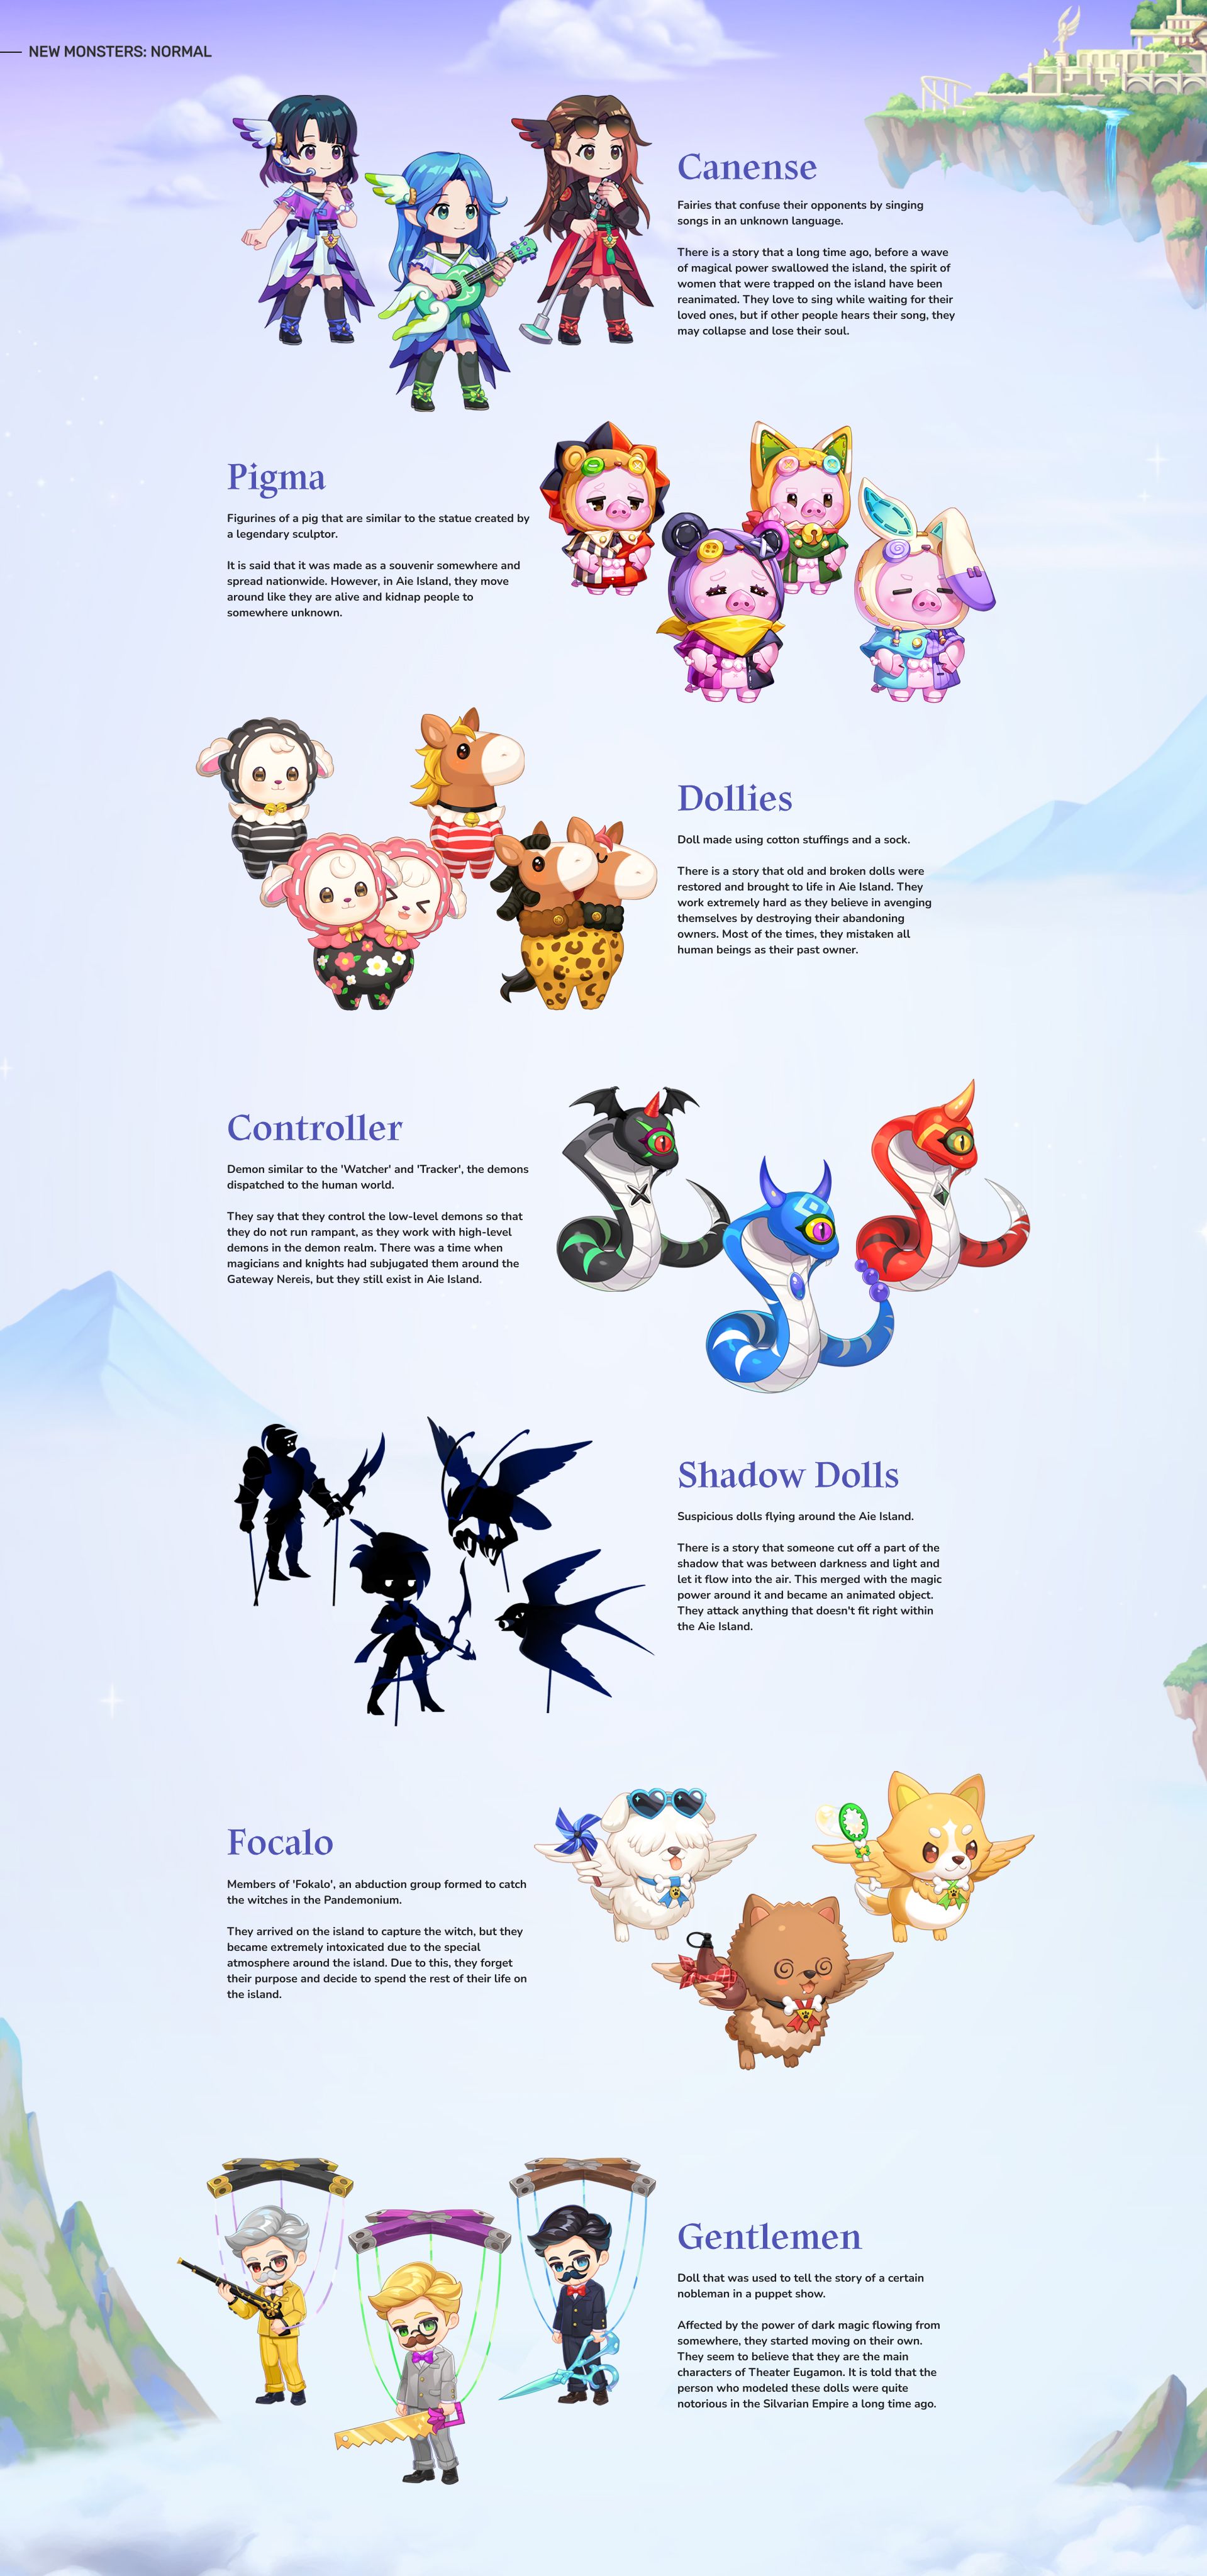 NEW MONSTERS: NORMAL
Canense
Fairies that confuse their opponents by singing
songs in an unknown language.
There is a story that a long time ago, before a wave
of magical power swallowed the island, the spirit of
women that were trapped on the island have been
reanimated. They love to sing while waiting for their
loved ones, but if other people hears their song, they
may collapse and lose their soul.
Pigma
Figurines of a pig that are similar to the statue created by
a legendary sculptor.
It is said that it was made as a souvenir somewhere and
spread nationwide. However, in Aie Island, they move
around like they are alive and kidnap people to
somewhere unknown.
Dollies
Doll made using cotton stuffings and a sock.
There is a story that old and broken dolls were
restored and brought to life in Aie Island. They
work extremely hard as they believe in avenging
themselves by destroying their abandoning
owners. Most of the times, they mistaken all
human beings as their past owner.
Controller
Demon similar to the 'Watcher' and 'Tracker', the demons
dispatched to the human world.
They say that they control the low-level demons so that
they do not run rampant, as they work with high-level
demons in the demon realm. There was a time when
magicians and knights had subjugated them around the
Gateway Nereis, but they still exist in Aie Island.
Shadow Dolls
Suspicious dolls flying around the Aie Island.
There is a story that someone cut off a part of the
shadow that was between darkness and light and
let it flow into the air. This merged with the magic
power around it and became an animated object.
They attack anything that doesn't fit right within
the Aie Island.
Focalo
Members of 'Fokalo', an abduction group formed to catch
the witches in the Pandemonium.
They arrived on the island to capture the witch, but they
became extremely intoxicated due to the special
atmosphere around the island. Due to this, they forget
their purpose and decide to spend the rest of their life on
the island.
Gentlemen
Doll that was used to tell the story of a certain
nobleman in a puppet show.
Affected by the power of dark magic flowing from
somewhere, they started moving on their own.
They seem to believe that they are the main
characters of Theater Eugamon. It is told that the
person who modeled these dolls were quite
notorious in the Silvarian Empire a long time ago.